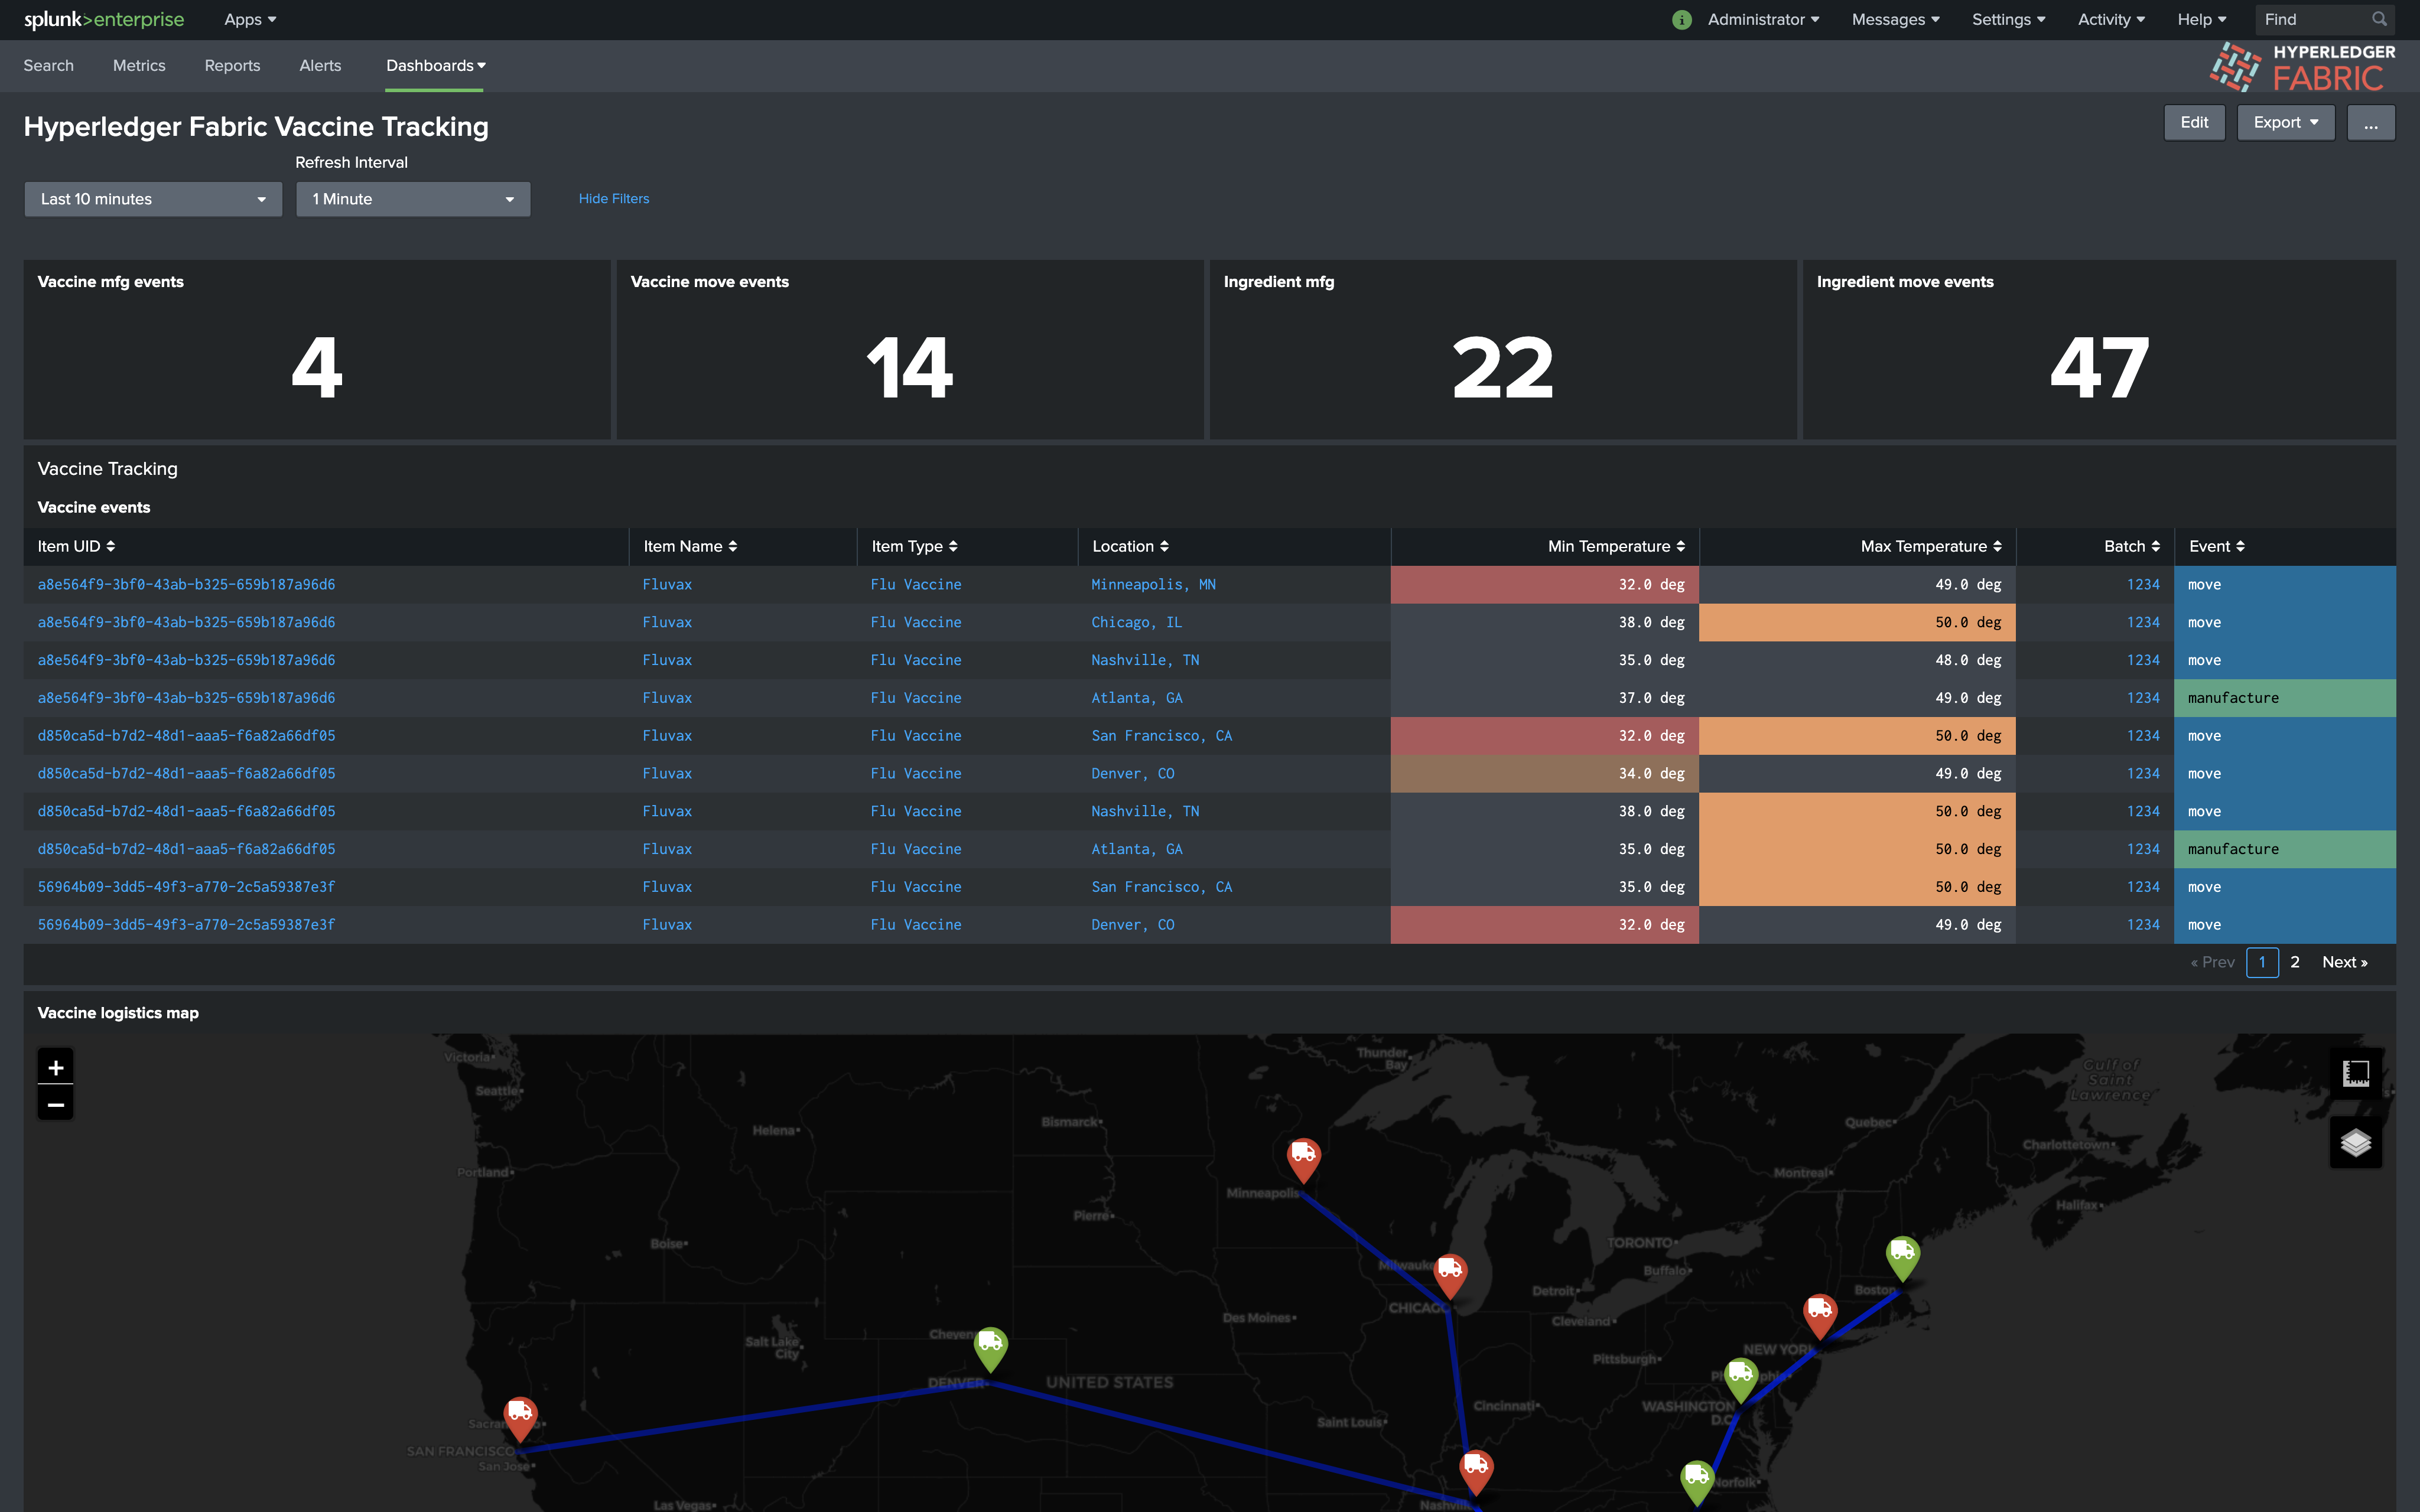 splunk>enterprise Apps Administrator Messages Settings Activity Help Find
Search Metrics Reports Alerts Dashboards HYPERLEDGER
FABRIC
Hyperledger Fabric Vaccine Tracking Edit Export ...
Refresh Interval
Last 10 minutes 1 Minute Hide Filters
Vaccine mfg events Vaccine move events Ingredient mfg Ingredient move events
4 14 22 47
Vaccine Tracking
Vaccine events
Item UID Item Name Item Type Location Min Temperature Max Temperature Batch Event
a8e564f9-3bf0-43ab-b325-659b187a96d6 Fluvax Flu Vaccine Minneapolis, MN 32.0 deg 49.0 deg 1234 move
a8e564f9-3bf0-43ab-b325-659b187a96d6 Fluvax Flu Vaccine Chicago, IL 38.0 deg 50.0 deg 1234 move
a8e564f9-3bf0-43ab-b325-659b187a96d6 Fluvax Flu Vaccine Nashville, TN 35.0 deg 48.0 deg 1234 move
a8e564f9-3bf0-43ab-b325-659b187a96d6 Fluvax Flu Vaccine Atlanta, GA 37.0 deg 49.0 deg 1234 manufacture
d850ca5d-b7d2-48d1-aaa5-f6a82a66df05 Fluvax Flu Vaccine San Francisco, CA 32.0 deg 50.0 deg 1234 move
d850ca5d-b7d2-48d1-aaa5-f6a82a66df05 Fluvax Flu Vaccine Denver, CO 34.0 deg 49.0 deg 1234 move
d850ca5d-b7d2-48d1-aaa5-f6a82a66df05 Fluvax Flu Vaccine Nashville, TN 38.0 deg 50.0 deg 1234 move
d850ca5d-b7d2-48d1-aaa5-f6a82a66df05 Fluvax Flu Vaccine Atlanta, GA 35.0 deg 50.0 deg 1234 manufacture
56964b09-3dd5-49f3-a770-2c5a59387e3f Fluvax Flu Vaccine San Francisco, CA 35.0 deg 50.0 deg 1234 move
56964b09-3dd5-49f3-a770-2c5a59387e3f Fluvax Flu Vaccine Denver, CO 32.0 deg 49.0 deg 1234 move
« Prev 1 2 Next »
Vaccine logistics map
+
−
Victoria
Thunder
Bay
Gulf of
Saint
Lawrence
Seattle
Bismarck
Quebec
Helena
Charlottetown
Portland
Montreal
Minneapolis
Halifax
Pierre
Boise
TORONTO
Milwauke
Buffalo
Detroit
Boston
CHICAGO
Des Moines
Cleveland
Cheyen
Salt Lake
City
NEW YORK
Pittsburgh
DENVER
UNITED STATES
Cincinnati
WASHINGTON
D.C.
Saint Louis
SAN FRANCISCO
San Jose
Norfolk
Las Vegas
Nashvill